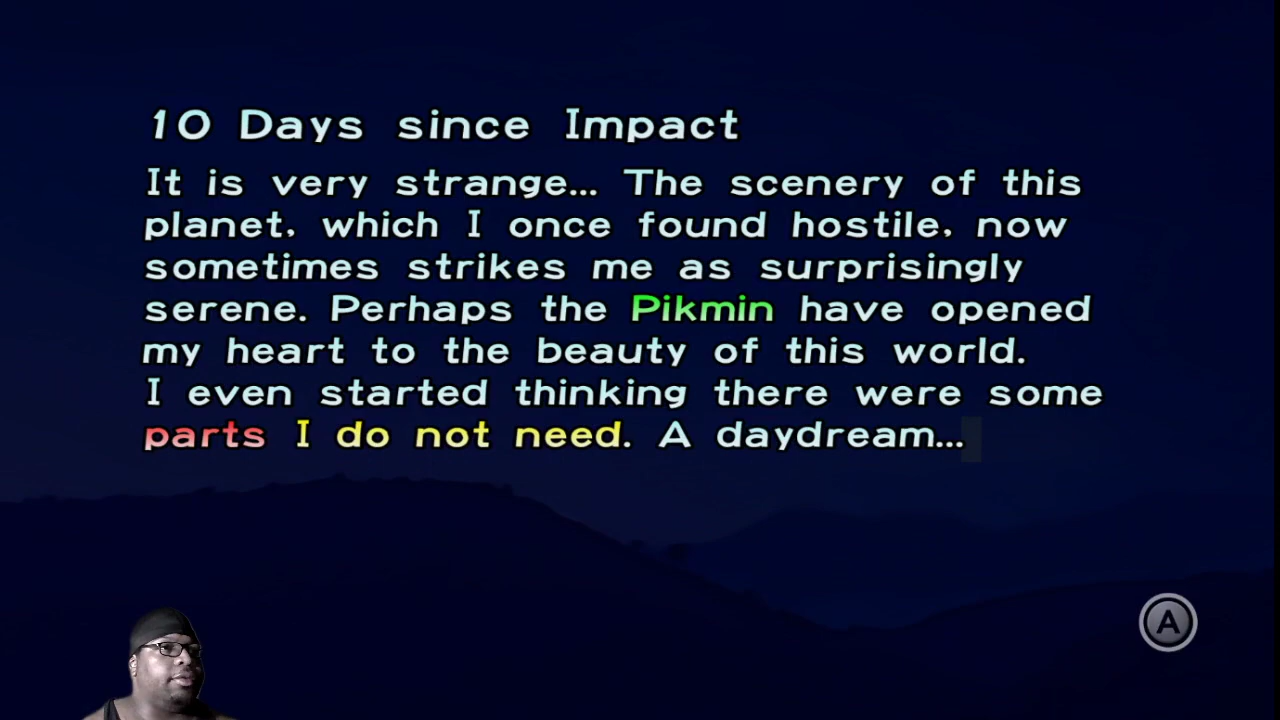 10 Days since Impact
It is very strange... The scenery of this
planet, which I once found hostile, now
sometimes strikes me as surprisingly
serene. Perhaps the Pikmin have opened
my heart to the beauty of this world.
I even started thinking there were some
parts I do not need. A daydream...
A